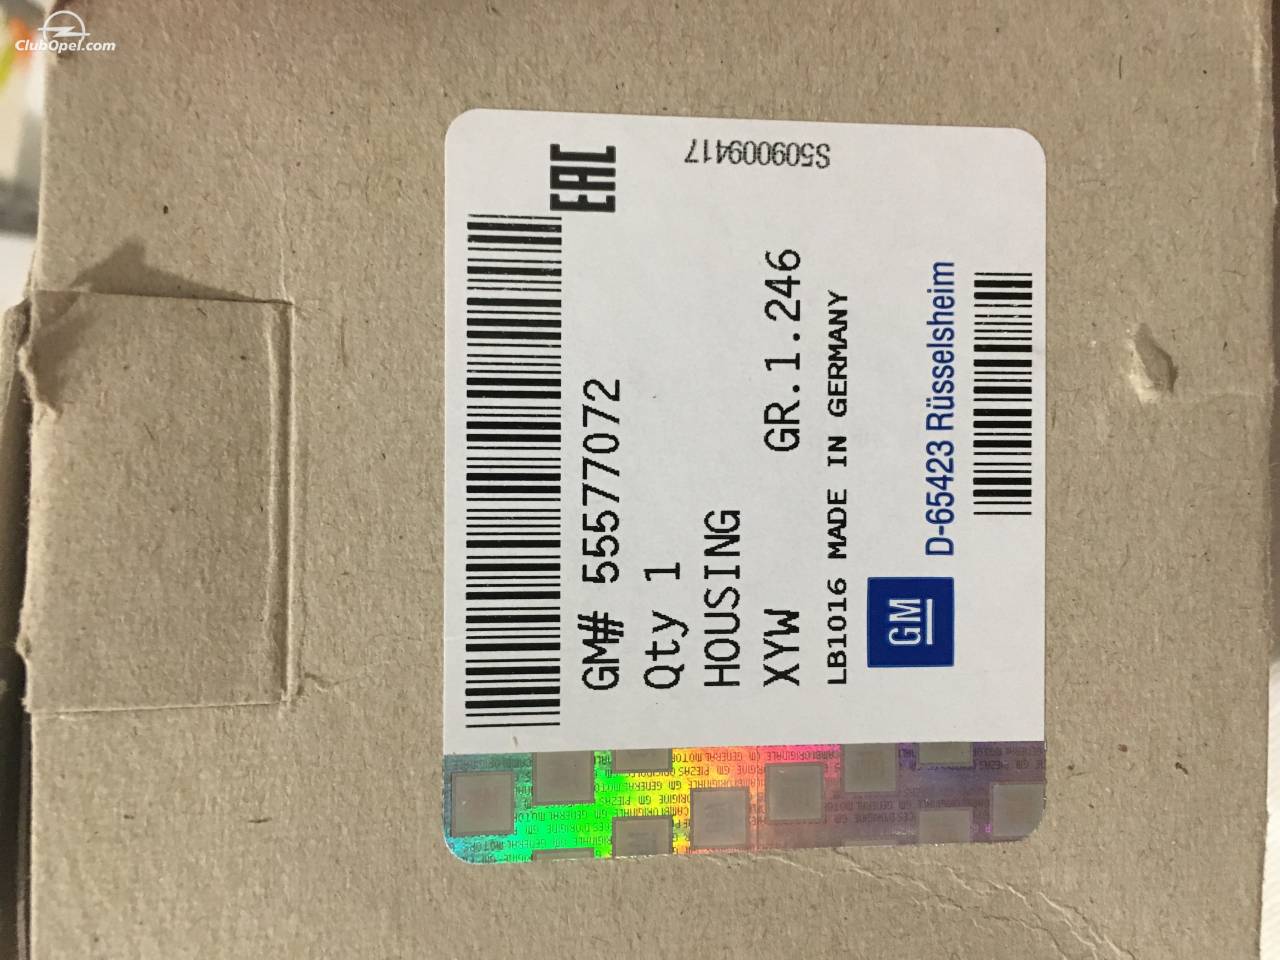 ClubOpel.com
EAC
S509009417
GM# 55577072
Qty 1
HOUSING
XYW GR.1.246
LB1016 MADE IN GERMANY
GM
D-65423 Rüsselsheim